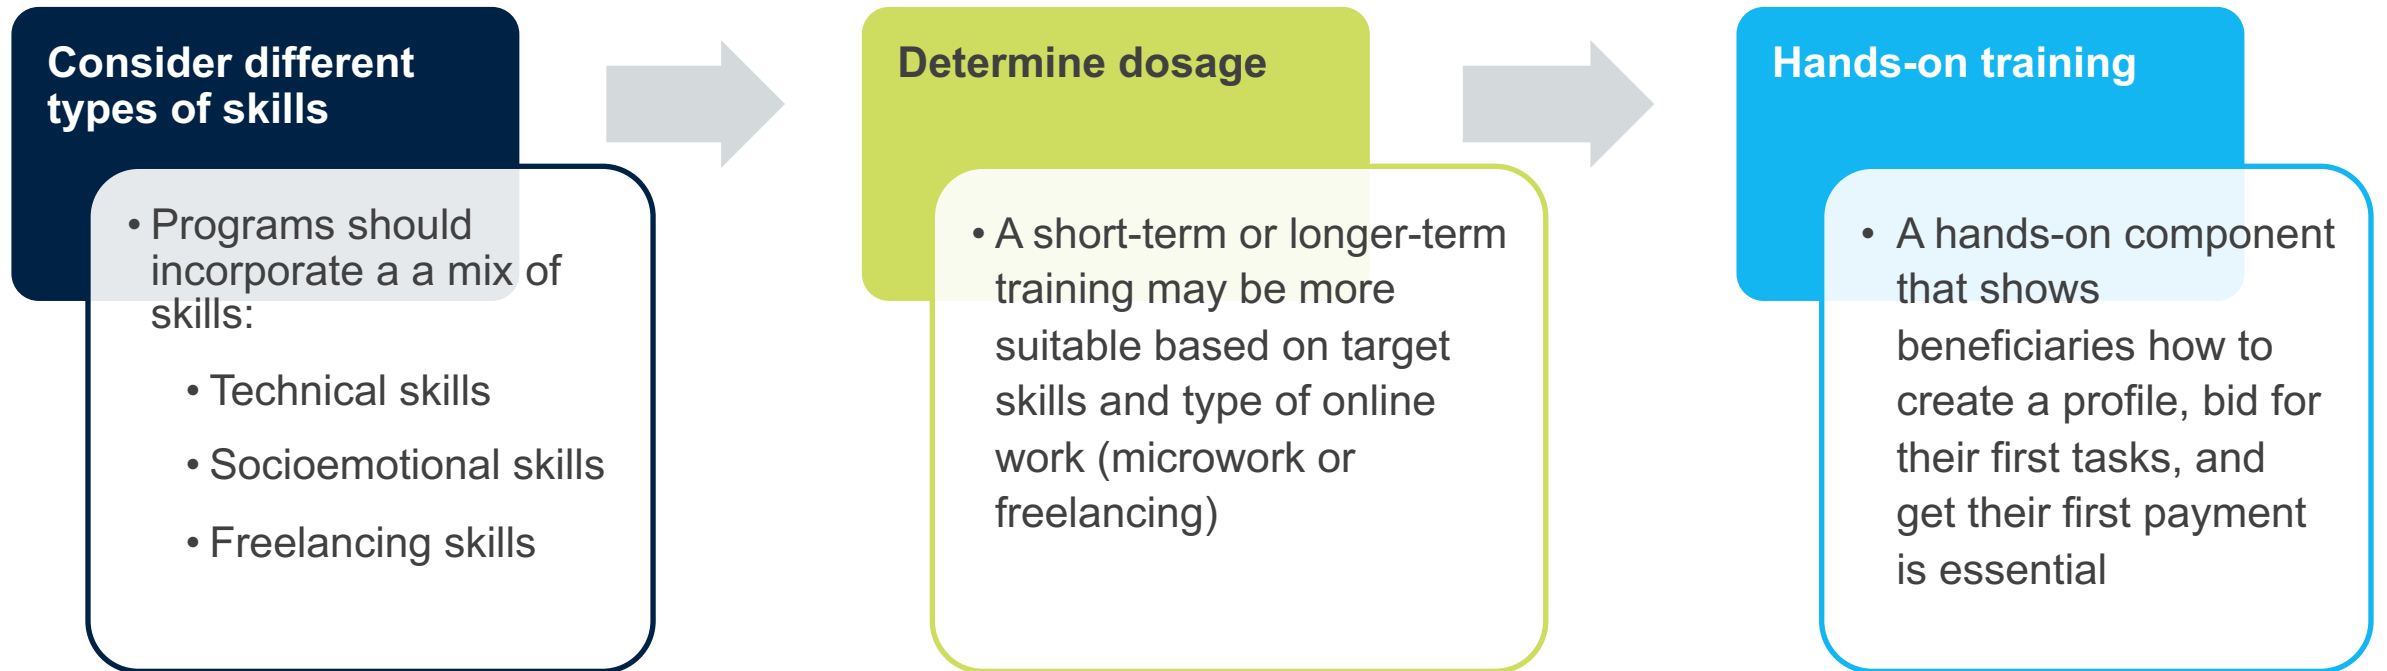 Consider different
types of skills
• Programs should
incorporate a a mix of
skills:
• Technical skills
• Socioemotional skills
• Freelancing skills
Determine dosage
• A short-term or longer-term
training may be more
suitable based on target
skills and type of online
work (microwork or
freelancing)
Hands-on training
• A hands-on component
that shows
beneficiaries how to
create a profile, bid for
their first tasks, and
get their first payment
is essential